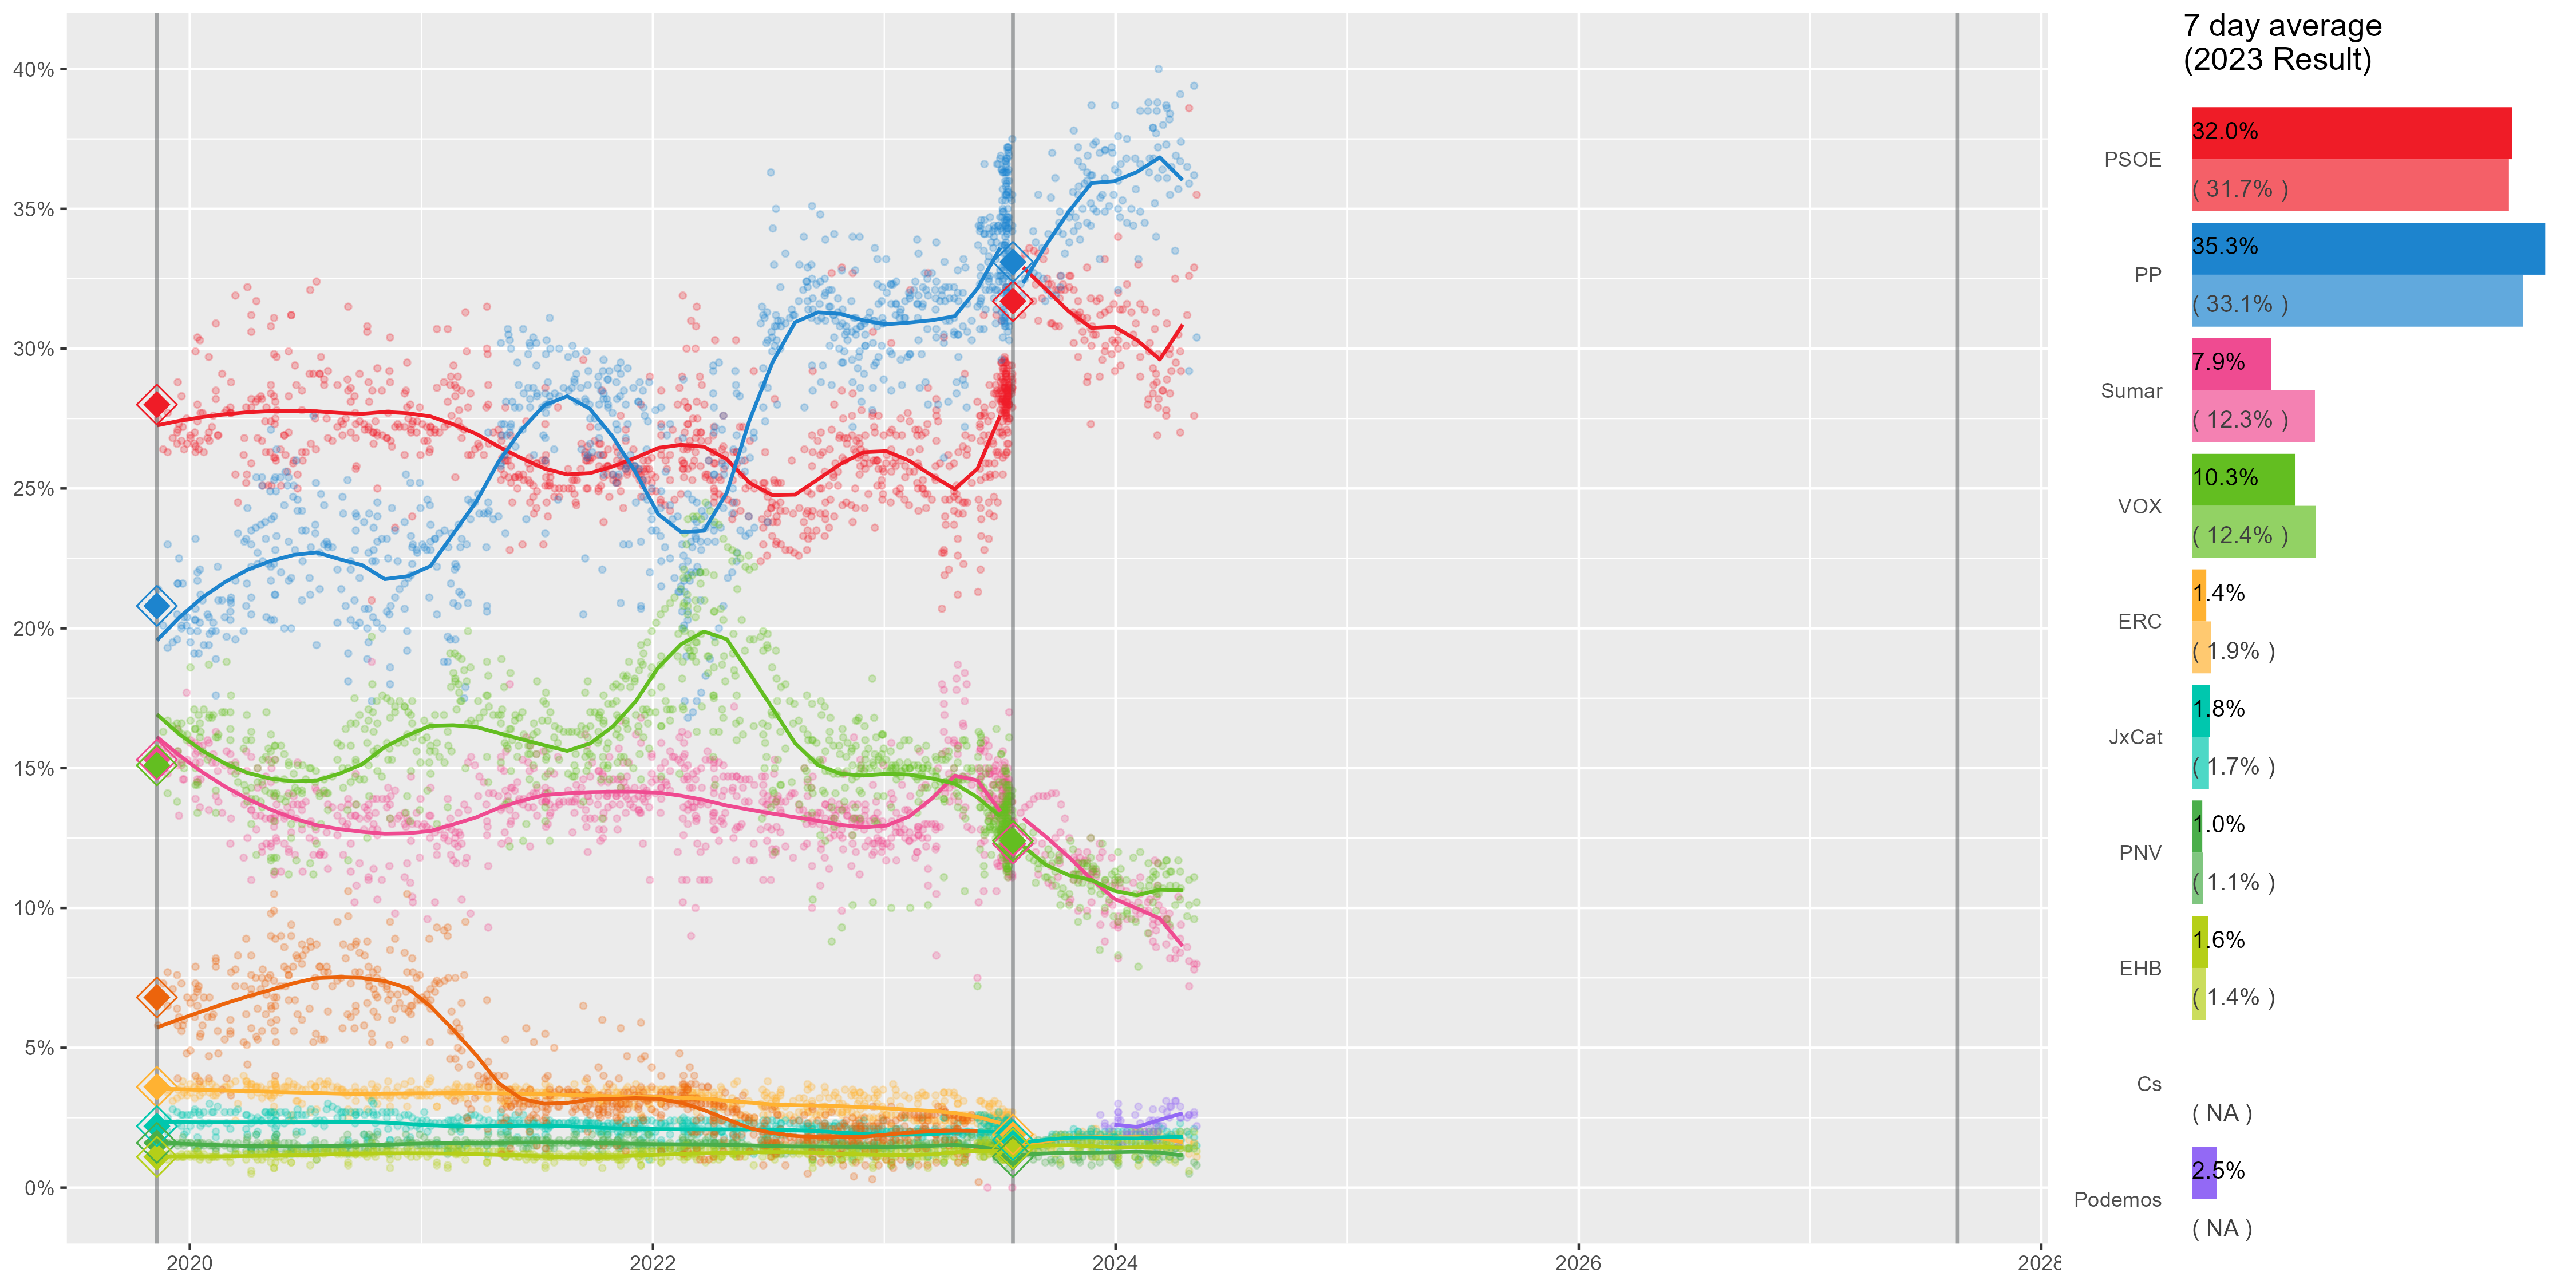 7 day average
(2023 Result)
40%
35%
30%
25%
20%
15%
10%
5%
0%
2020
2022
2024
2026
2028
PSOE
32.0%
( 31.7% )
PP
35.3%
( 33.1% )
Sumar
7.9%
( 12.3% )
VOX
10.3%
( 12.4% )
ERC
1.4%
( 1.9% )
JxCat
1.8%
( 1.7% )
PNV
1.0%
( 1.1% )
EHB
1.6%
( 1.4% )
Cs
( NA )
Podemos
2.5%
( NA )